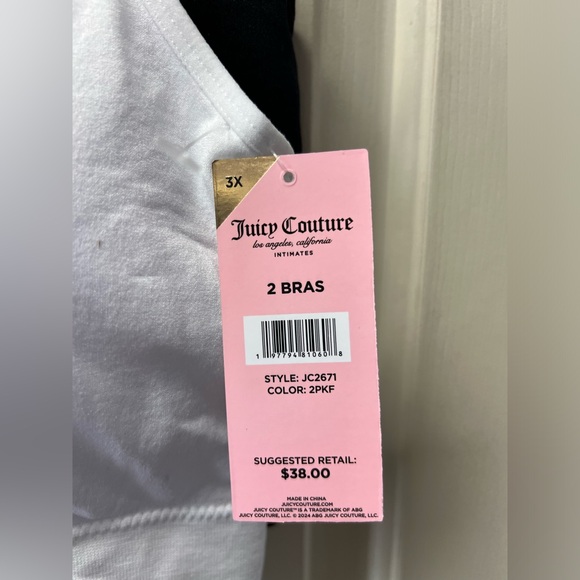 3X
Juicy Couture
los angeles, california
INTIMATES
2 BRAS
1 97794 81060 8
STYLE: JC2671
COLOR: 2PKF
SUGGESTED RETAIL:
$38.00
MADE IN CHINA
JUICYCOUTURE.COM
JUICY COUTURE™ IS A TRADEMARK OF ABG
JUICY COUTURE, LLC. © 2024 ABG JUICY COUTURE, LLC.